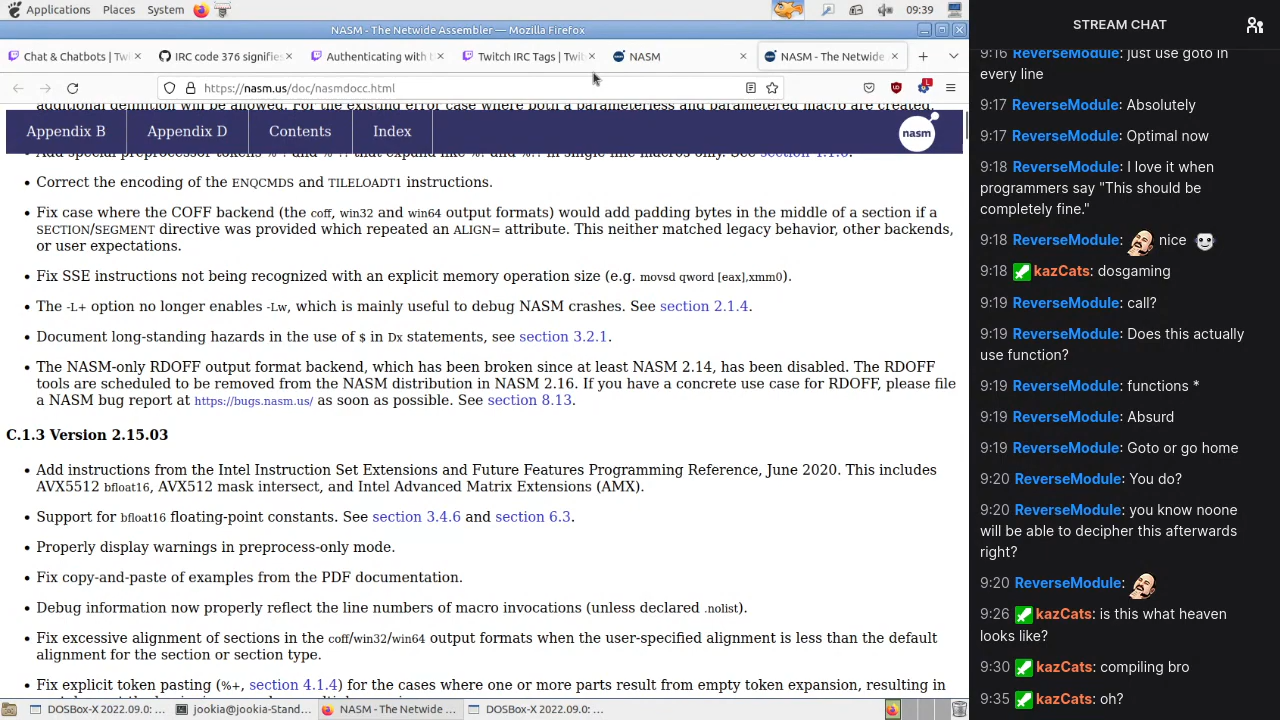 Applications Places System 09:39
NASM - The Netwide Assembler — Mozilla Firefox
Chat & Chatbots | Twi IRC code 376 signifies Authenticating with t Twitch IRC Tags | Twit NASM NASM - The Netwide
https://nasm.us/doc/nasmdocc.html
additional definition will be allowed. For the existing error case where both a parameterless and parametered macro are created,
Appendix B Appendix D Contents Index nasm
Correct the encoding of the ENQCMDS and TILELOADT1 instructions.
Fix case where the COFF backend (the coff, win32 and win64 output formats) would add padding bytes in the middle of a section if a
SECTION/SEGMENT directive was provided which repeated an ALIGN= attribute. This neither matched legacy behavior, other backends,
or user expectations.
Fix SSE instructions not being recognized with an explicit memory operation size (e.g. movsd qword [eax],xmm0).
The -L+ option no longer enables -Lw, which is mainly useful to debug NASM crashes. See section 2.1.4.
Document long-standing hazards in the use of $ in Dx statements, see section 3.2.1.
The NASM-only RDOFF output format backend, which has been broken since at least NASM 2.14, has been disabled. The RDOFF
tools are scheduled to be removed from the NASM distribution in NASM 2.16. If you have a concrete use case for RDOFF, please file
a NASM bug report at https://bugs.nasm.us/ as soon as possible. See section 8.13.
C.1.3 Version 2.15.03
Add instructions from the Intel Instruction Set Extensions and Future Features Programming Reference, June 2020. This includes
AVX5512 bfloat16, AVX512 mask intersect, and Intel Advanced Matrix Extensions (AMX).
Support for bfloat16 floating-point constants. See section 3.4.6 and section 6.3.
Properly display warnings in preprocess-only mode.
Fix copy-and-paste of examples from the PDF documentation.
Debug information now properly reflect the line numbers of macro invocations (unless declared .nolist).
Fix excessive alignment of sections in the coff/win32/win64 output formats when the user-specified alignment is less than the default
alignment for the section or section type.
Fix explicit token pasting (%+, section 4.1.4) for the cases where one or more parts result from empty token expansion, resulting in
DOSBox-X 2022.09.0: ... jookia@jookia-Stand... NASM - The Netwide ... DOSBox-X 2022.09.0: ...
STREAM CHAT
9:16 ReverseModule: just use goto in
every line
9:17 ReverseModule: Absolutely
9:17 ReverseModule: Optimal now
9:18 ReverseModule: I love it when
programmers say "This should be
completely fine."
9:18 ReverseModule: nice
9:18 kazCats: dosgaming
9:19 ReverseModule: call?
9:19 ReverseModule: Does this actually
use function?
9:19 ReverseModule: functions *
9:19 ReverseModule: Absurd
9:19 ReverseModule: Goto or go home
9:20 ReverseModule: You do?
9:20 ReverseModule: you know noone
will be able to decipher this afterwards
right?
9:20 ReverseModule:
9:26 kazCats: is this what heaven
looks like?
9:30 kazCats: compiling bro
9:35 kazCats: oh?